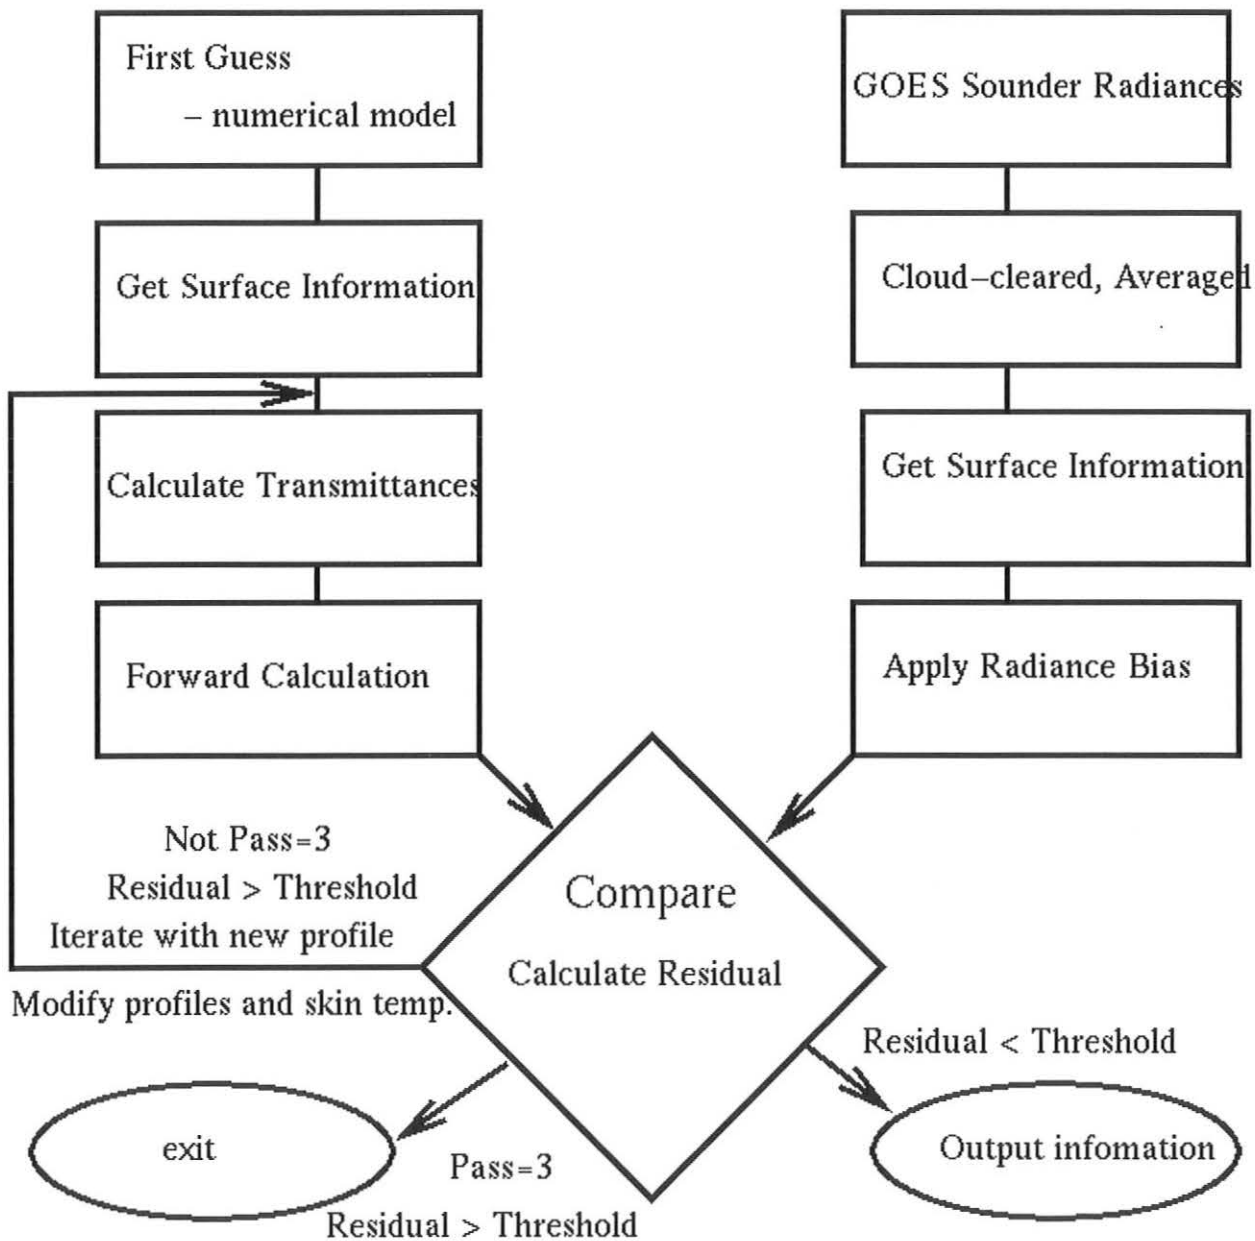 First Guess
– numerical model
GOES Sounder Radiances
Get Surface Information
Cloud–cleared, Averaged
Calculate Transmittances
Get Surface Information
Forward Calculation
Apply Radiance Bias
Not Pass=3
Residual > Threshold
Iterate with new profile
Modify profiles and skin temp.
Compare
Calculate Residual
Residual < Threshold
exit
Output infomation
Pass=3
Residual > Threshold